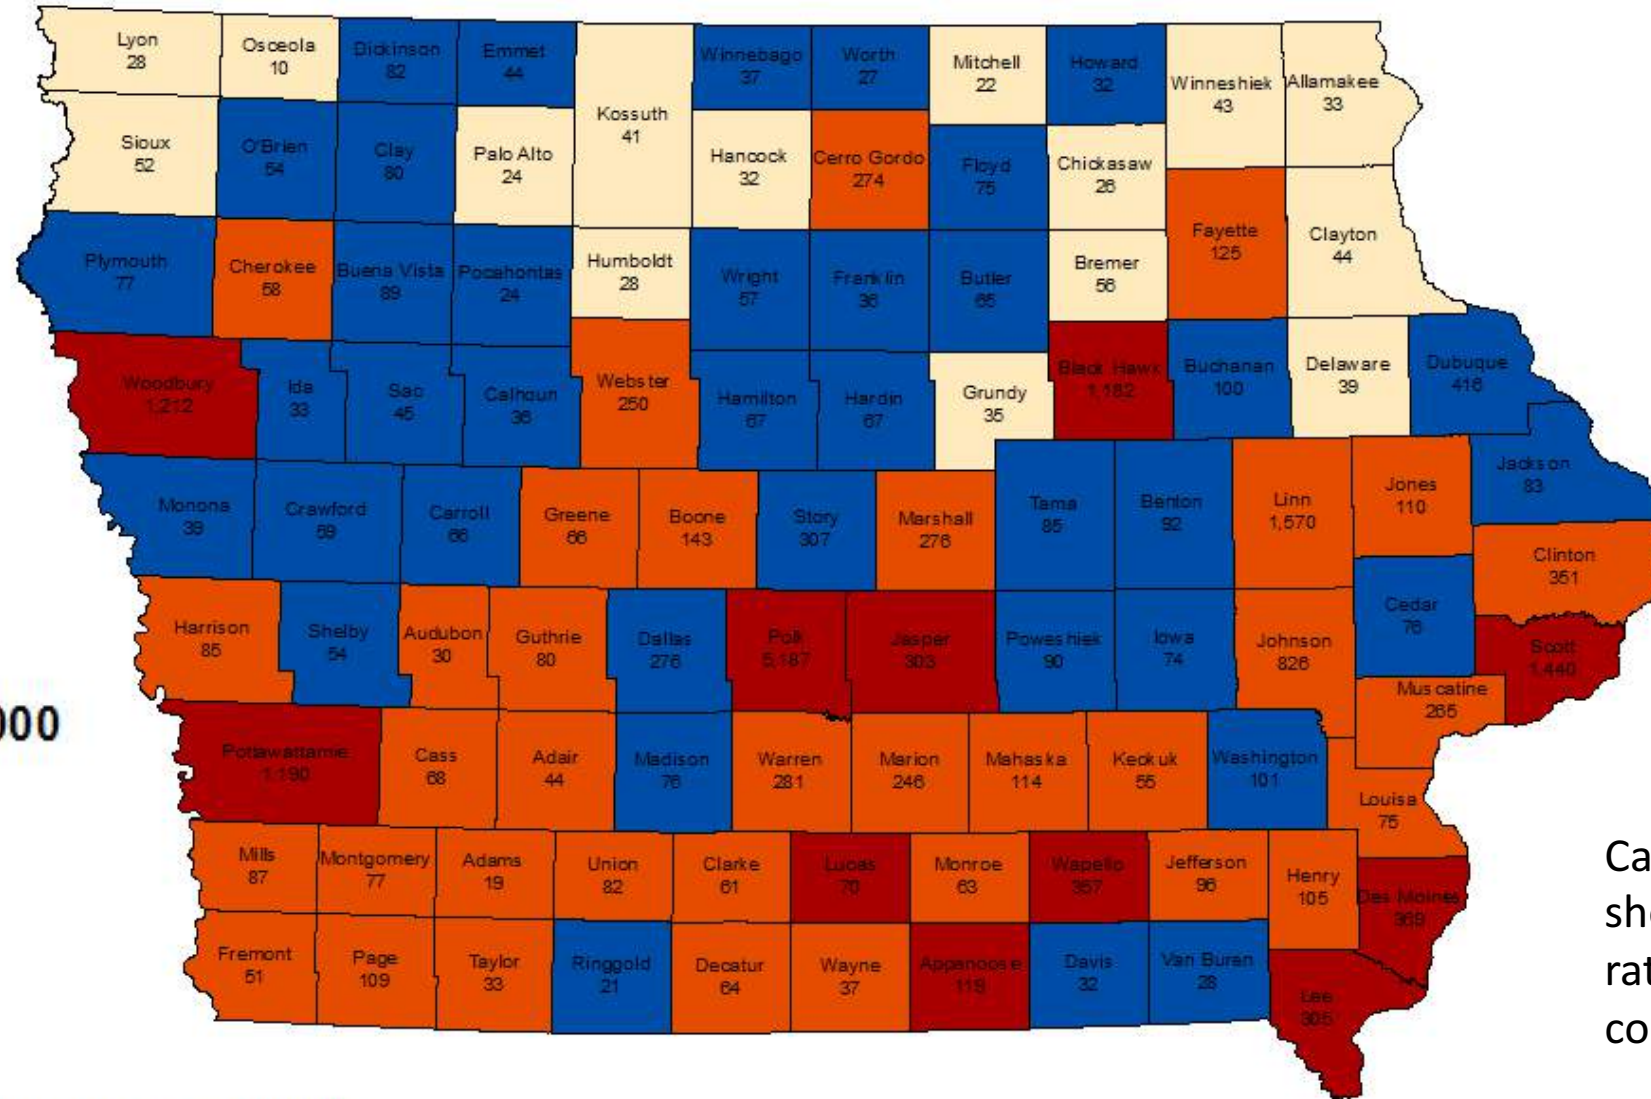 Lyon
28
Osceola
10
Dickinson
82
Emmet
44
Kossuth
41
Winnebago
37
Worth
27
Mitchell
22
Howard
32
Winneshiek
43
Allamakee
33
Sioux
52
O'Brien
54
Clay
80
Palo Alto
24
Hancock
32
Cerro Gordo
274
Floyd
75
Chickasaw
26
Fayette
125
Clayton
44
Plymouth
77
Cherokee
58
Buena Vista
89
Pocahontas
24
Humboldt
28
Wright
57
Franklin
36
Butler
65
Bremer
56
Woodbury
1,212
Ida
33
Sac
45
Calhoun
36
Webster
250
Hamilton
67
Hardin
67
Grundy
35
Black Hawk
1,182
Buchanan
100
Delaware
39
Dubuque
416
Monona
39
Crawford
59
Carroll
66
Greene
66
Boone
143
Story
307
Marshall
276
Tama
85
Benton
92
Linn
1,570
Jones
110
Jackson
83
Clinton
351
Harrison
85
Shelby
54
Audubon
30
Guthrie
80
Dallas
276
Polk
5,187
Jasper
303
Poweshiek
90
Iowa
74
Johnson
826
Cedar
76
Scott
1,440
Muscatine
265
000
Pottawattamie
1,190
Cass
68
Adair
44
Madison
76
Warren
281
Marion
246
Mahaska
114
Keokuk
55
Washington
101
Louisa
75
Mills
87
Montgomery
77
Adams
19
Union
82
Clarke
61
Lucas
70
Monroe
63
Wapello
357
Jefferson
96
Henry
105
Des Moines
369
Fremont
51
Page
109
Taylor
33
Ringgold
21
Decatur
64
Wayne
37
Appanoose
119
Davis
32
Van Buran
28
Lee
305
Ca
sh
rat
co